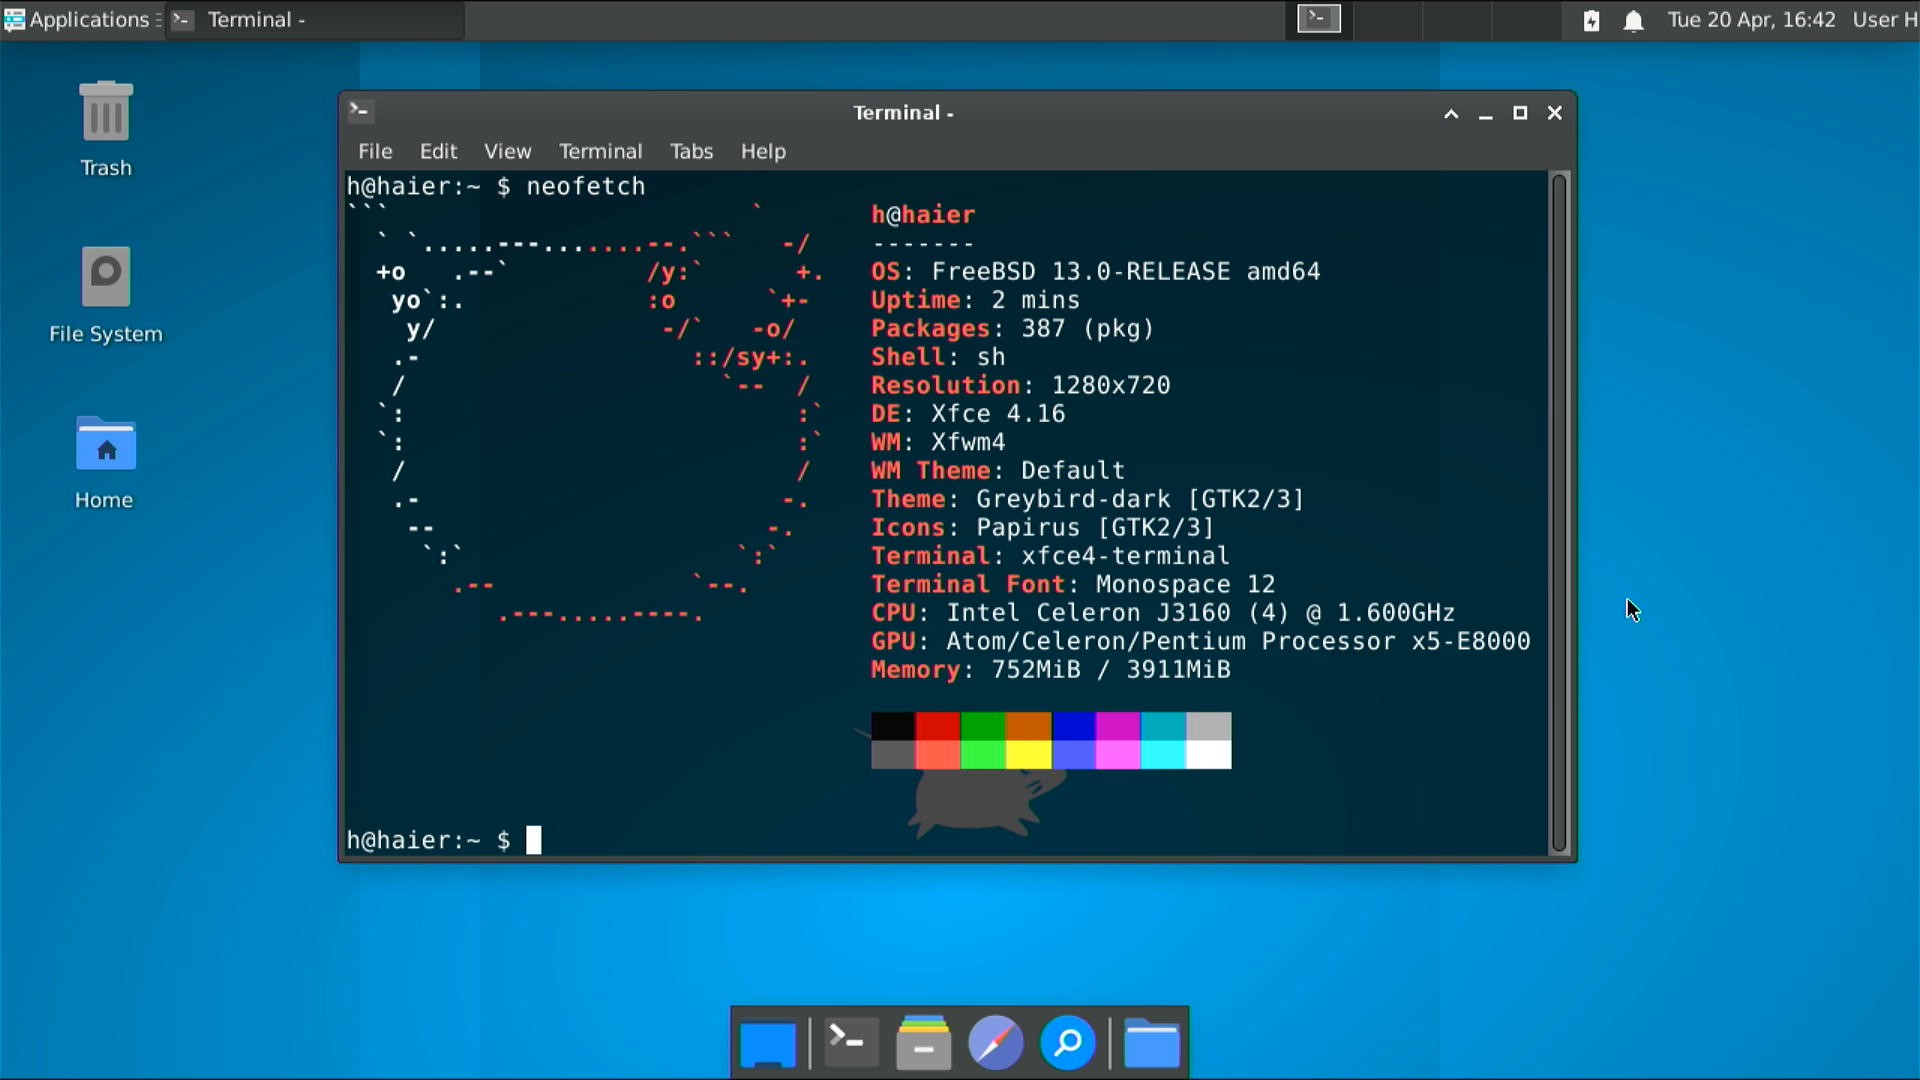 Applications
Terminal -
Tue 20 Apr, 16:42
User H
Trash
File System
Home
Terminal -
File Edit View Terminal Tabs Help
h@haier:~ $ neofetch
```                        `
  ` `.....---.......--.```   -/
  +o   .--`         /y:`      +.
   yo`:.            :o      `+-
    y/               -/`   -o/
   .-                  ::/sy+:.
   /                     `--  /
  `:                          :`
  `:                          :`
   /                          /
   .-                        -.
    --                      -.
     `:`                  `:`
       .--             `--.
          .---.....----.
h@haier
-------
OS: FreeBSD 13.0-RELEASE amd64
Uptime: 2 mins
Packages: 387 (pkg)
Shell: sh
Resolution: 1280x720
DE: Xfce 4.16
WM: Xfwm4
WM Theme: Default
Theme: Greybird-dark [GTK2/3]
Icons: Papirus [GTK2/3]
Terminal: xfce4-terminal
Terminal Font: Monospace 12
CPU: Intel Celeron J3160 (4) @ 1.600GHz
GPU: Atom/Celeron/Pentium Processor x5-E8000
Memory: 752MiB / 3911MiB
h@haier:~ $